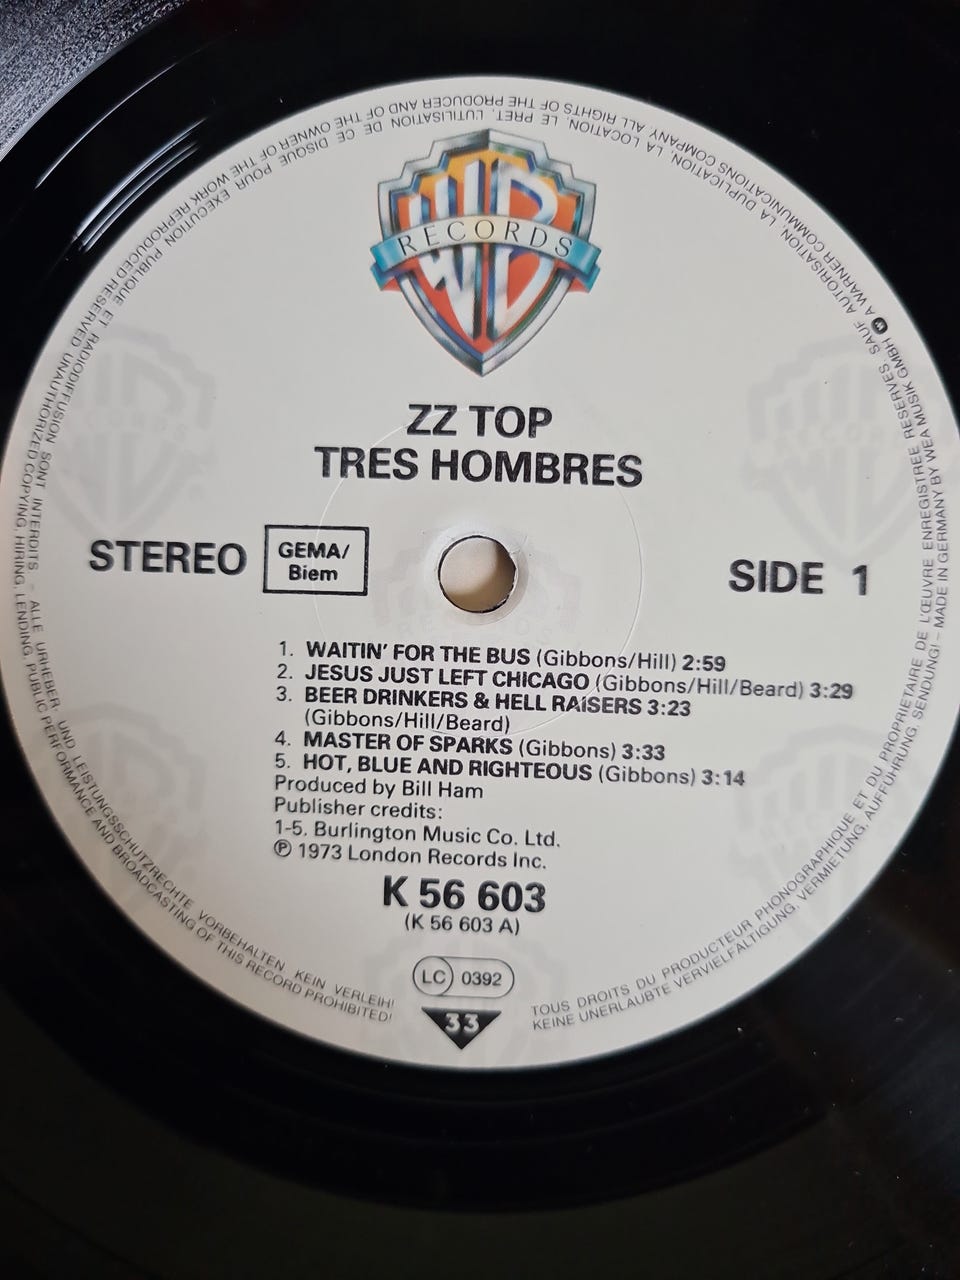 WB
RECORDS
ZZ TOP
TRES HOMBRES
STEREO
GEMA/
Biem
SIDE 1
1. WAITIN' FOR THE BUS (Gibbons/Hill) 2:59
2. JESUS JUST LEFT CHICAGO (Gibbons/Hill/Beard) 3:29
3. BEER DRINKERS & HELL RAISERS 3:23
(Gibbons/Hill/Beard)
4. MASTER OF SPARKS (Gibbons) 3:33
5. HOT, BLUE AND RIGHTEOUS (Gibbons) 3:14
Produced by Bill Ham
Publisher credits:
1-5. Burlington Music Co. Ltd.
℗ 1973 London Records Inc.
K 56 603
(K 56 603 A)
LC 0392
33
TOUS DROITS DU PRODUCTEUR PHONOGRAPHIQUE ET DU PROPRIETAIRE DE L'ŒUVRE ENREGISTREE RESERVES. SAUF AUTORISATION, LA DUPLICATION, LA LOCATION, LE PRET, L'UTILISATION DE CE DISQUE POUR EXECUTION PUBLIQUE ET RADIODIFFUSION SONT INTERDITS - ALLE URHEBER- UND LEISTUNGSSCHUTZRECHTE VORBEHALTEN KEIN VERLEIH!
KEINE UNERLAUBTE VERVIELFÄLTIGUNG, VERMIETUNG, AUFFÜHRUNG, SENDUNG! – MADE IN GERMANY BY WEA MUSIK GMBH A WARNER COMMUNICATIONS COMPANY ALL RIGHTS OF THE PRODUCER AND OF THE OWNER OF THE WORK REPRODUCED RESERVED UNAUTHORIZED COPYING, HIRING, LENDING, PUBLIC PERFORMANCE AND BROADCASTING OF THIS RECORD PROHIBITED!